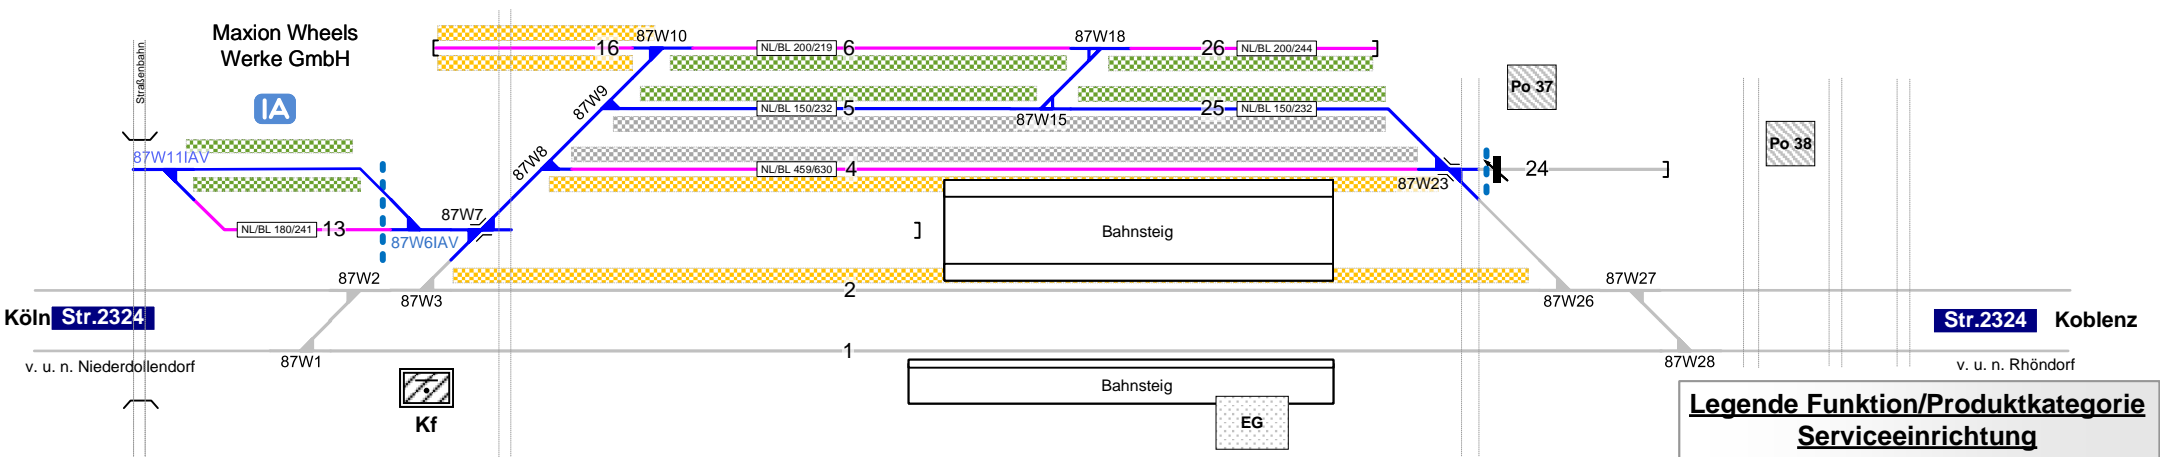 Maxion Wheels
Werke GmbH
IA
Straßenbahn
87W10
87W18
16
NL/BL 200/219
6
26
NL/BL 200/244
Po 37
87W9
NL/BL 150/232
5
87W15
25
NL/BL 150/232
Po 38
87W11IAV
87W8
NL/BL 459/630
4
87W23
24
NL/BL 180/241
13
87W7
87W6IAV
Bahnsteig
87W2
87W3
2
87W27
87W26
Köln
Str.2324
Str.2324
Koblenz
1
v. u. n. Niederdollendorf
87W1
87W28
v. u. n. Rhöndorf
Bahnsteig
Kf
EG
Legende Funktion/Produktkategorie
Serviceeinrichtung